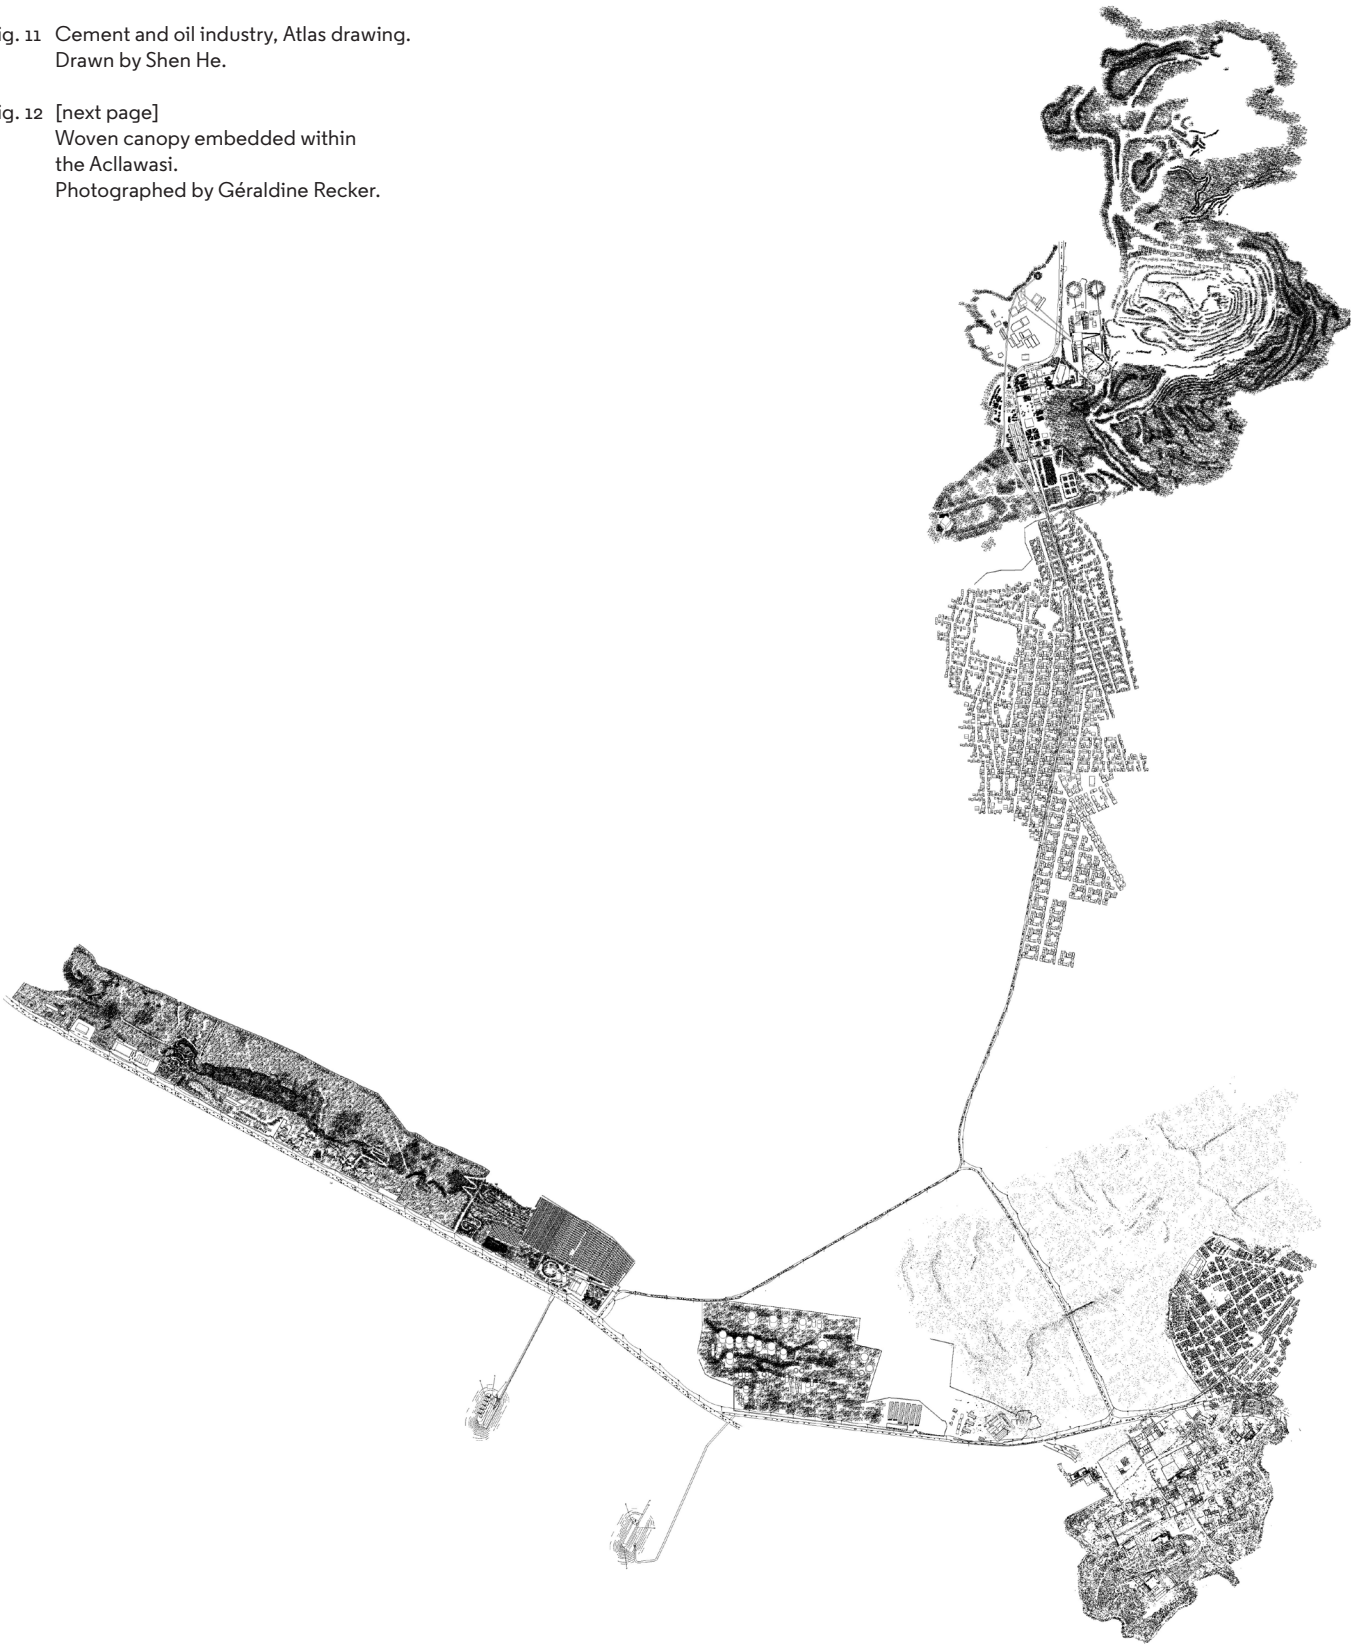 ig. 11 Cement and oil industry, Atlas drawing.
Drawn by Shen He.
ig. 12 [next page]
Woven canopy embedded within
the Acllawasi.
Photographed by Géraldine Recker.